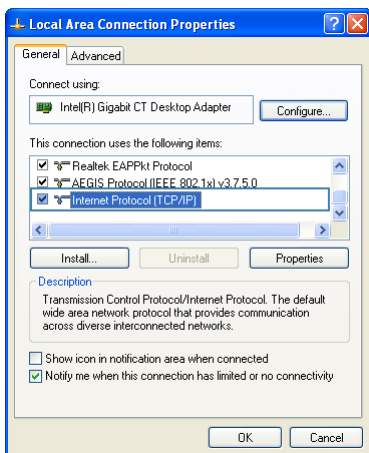 Local Area Connection Properties
General Advanced
Connect using:
Intel(R) Gigabit CT Desktop Adapter Configure...
This connection uses the following items:
Realtek EAPPkt Protocol
AEGIS Protocol (IEEE 802.1x) v3.7.5.0
Internet Protocol (TCP/IP)
Install... Uninstall Properties
Description
Transmission Control Protocol/Internet Protocol. The default
wide area network protocol that provides communication
across diverse interconnected networks.
Show icon in notification area when connected
Notify me when this connection has limited or no connectivity
OK Cancel